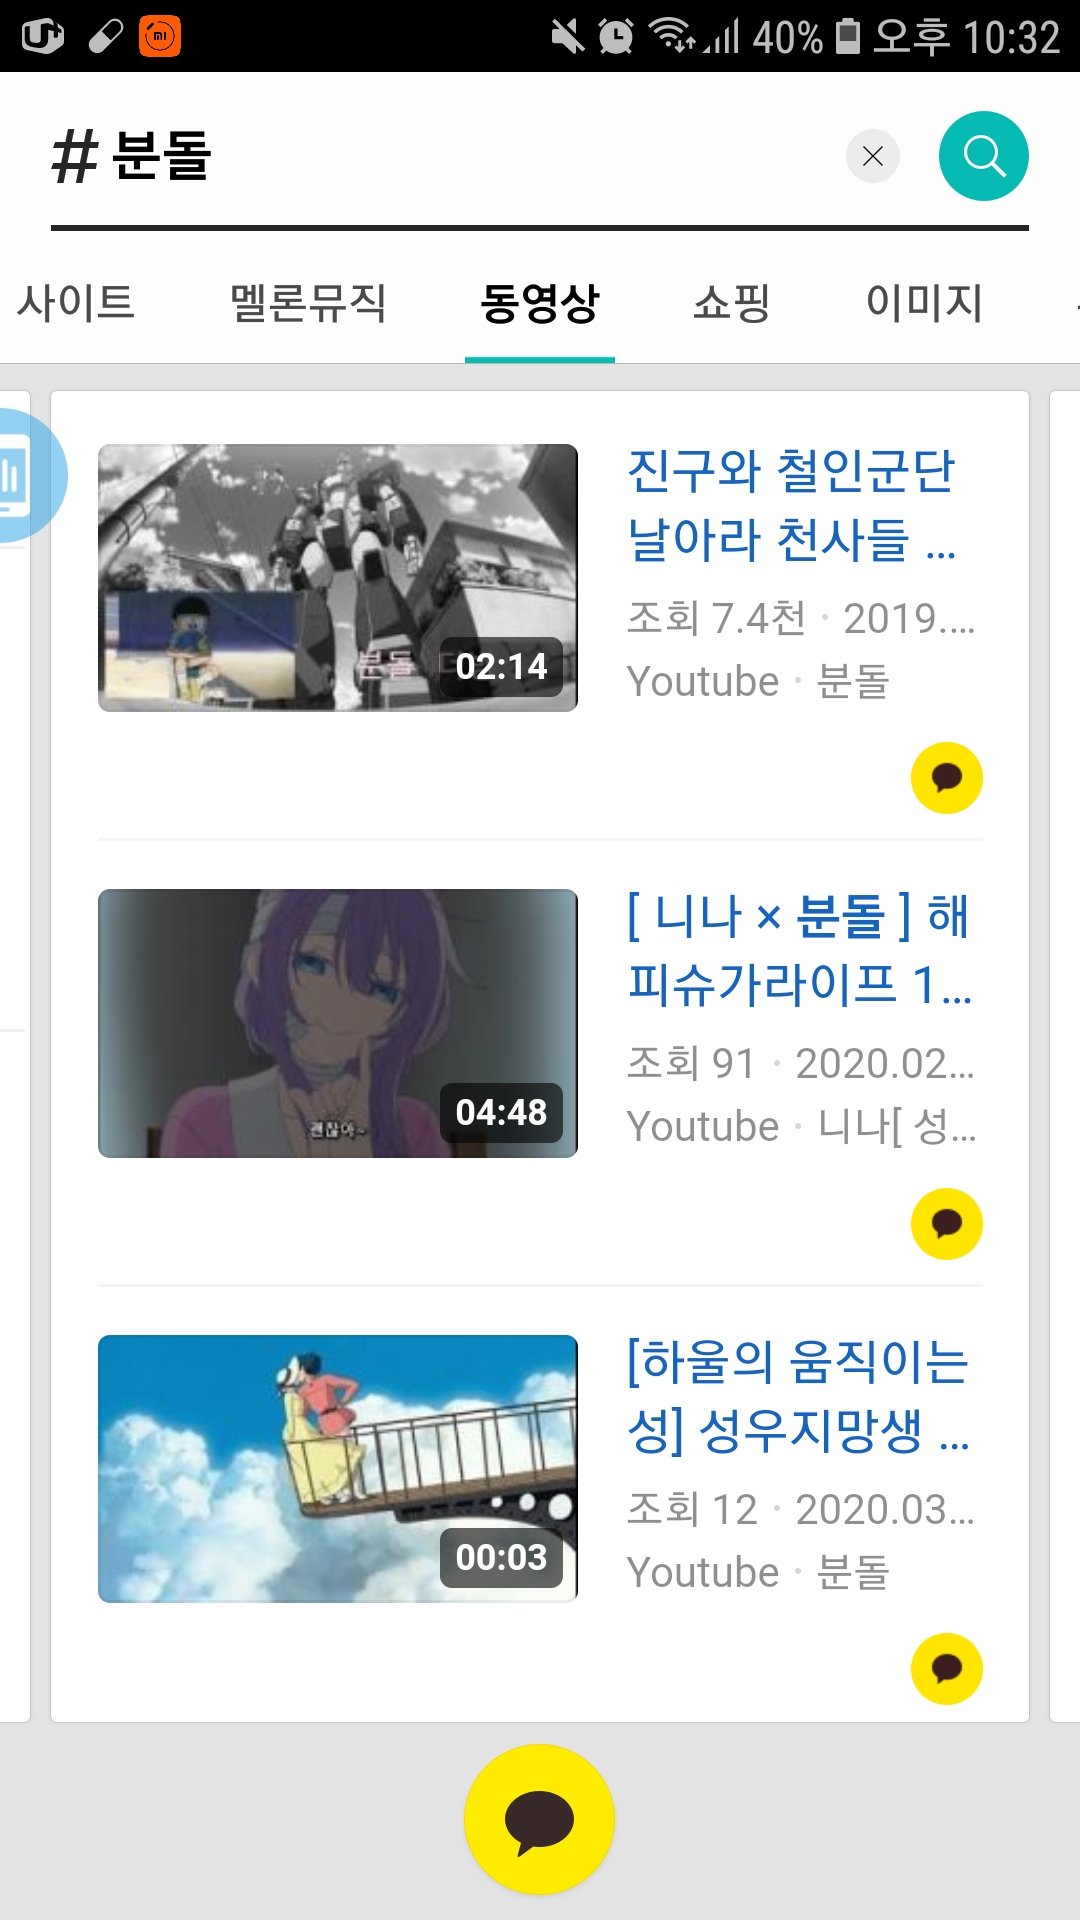 40% 오후 10:32
# 분돌
사이트 멜론뮤직 동영상 쇼핑 이미지
진구와 철인군단
날아라 천사들 ...
조회 7.4천 · 2019....
Youtube · 분돌
분돌
02:14
[ 니나 × 분돌 ] 해
피슈가라이프 1...
조회 91 · 2020.02...
Youtube · 니나[ 성...
괜찮아~
04:48
[하울의 움직이는
성] 성우지망생 ...
조회 12 · 2020.03...
Youtube · 분돌
00:03